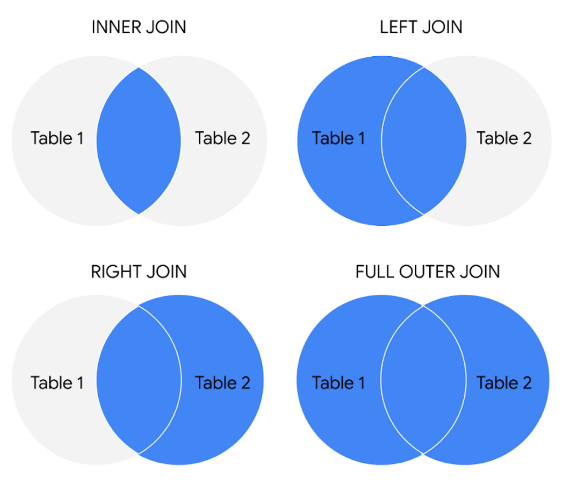 INNER JOIN
LEFT JOIN
Table 1
Table 2
Table 1
Table 2
RIGHT JOIN
FULL OUTER JOIN
Table 1
Table 2
Table 1
Table 2